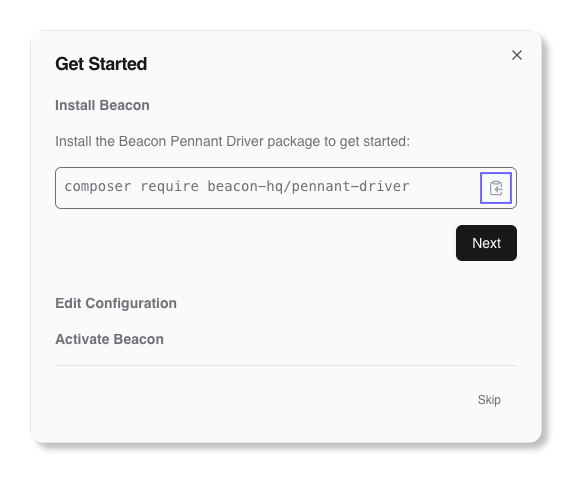 Get Started
Install Beacon
Install the Beacon Pennant Driver package to get started:
composer require beacon-hq/pennant-driver
Next
Edit Configuration
Activate Beacon
Skip